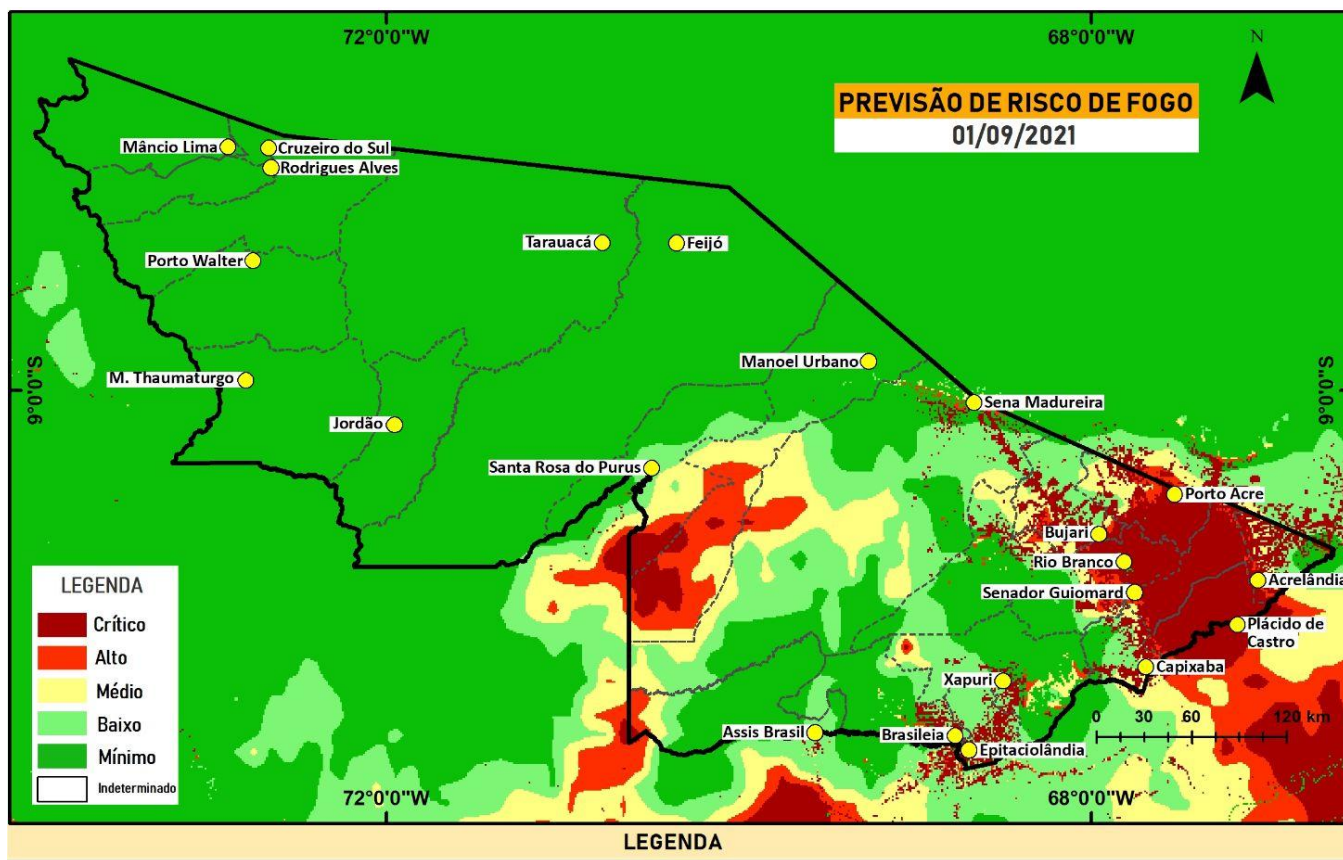 72°0'0"W
68°0'0"W
N
PREVISÃO DE RISCO DE FOGO
01/09/2021
Mâncio Lima
Cruzeiro do Sul
Rodrigues Alves
Tarauacá
Feijó
Porto Walter
Manoel Urbano
9°0'0"S
9°0'0"S
M. Thaumaturgo
Sena Madureira
Jordão
Santa Rosa do Purus
Porto Acre
Bujari
Rio Branco
Acrelândia
Senador Guiomard
Plácido de
Castro
Capixaba
Xapuri
Assis Brasil
Brasileia
Epitaciolândia
0 60 120 km
LEGENDA
Crítico
Alto
Médio
Baixo
Mínimo
Indeterminado
72°0'0"W
68°0'0"W
LEGENDA